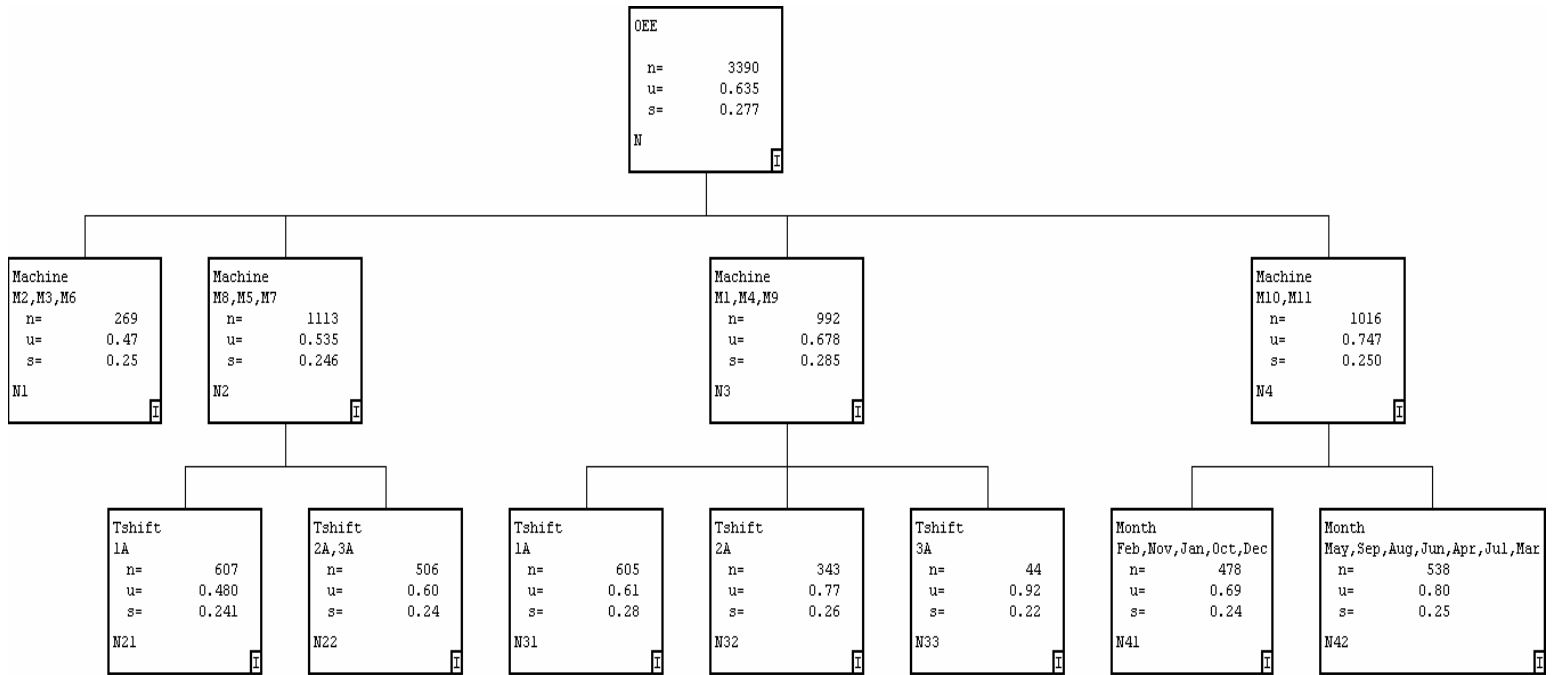 OEE
n= 3390
u= 0.635
s= 0.277
N
I
Machine
M2,M3,M6
n= 269
u= 0.47
s= 0.25
N1
I
Machine
M8,M5,M7
n= 1113
u= 0.535
s= 0.246
N2
I
Machine
M1,M4,M9
n= 992
u= 0.678
s= 0.285
N3
I
Machine
M10,M11
n= 1016
u= 0.747
s= 0.250
N4
I
Tshift
1A
n= 607
u= 0.480
s= 0.241
N21
I
Tshift
2A,3A
n= 506
u= 0.60
s= 0.24
N22
I
Tshift
1A
n= 605
u= 0.61
s= 0.28
N31
I
Tshift
2A
n= 343
u= 0.77
s= 0.26
N32
I
Tshift
3A
n= 44
u= 0.92
s= 0.22
N33
I
Month
Feb,Nov,Jan,Oct,Dec
n= 478
u= 0.69
s= 0.24
N41
I
Month
May,Sep,Aug,Jun,Apr,Jul,Mar
n= 538
u= 0.80
s= 0.25
N42
I